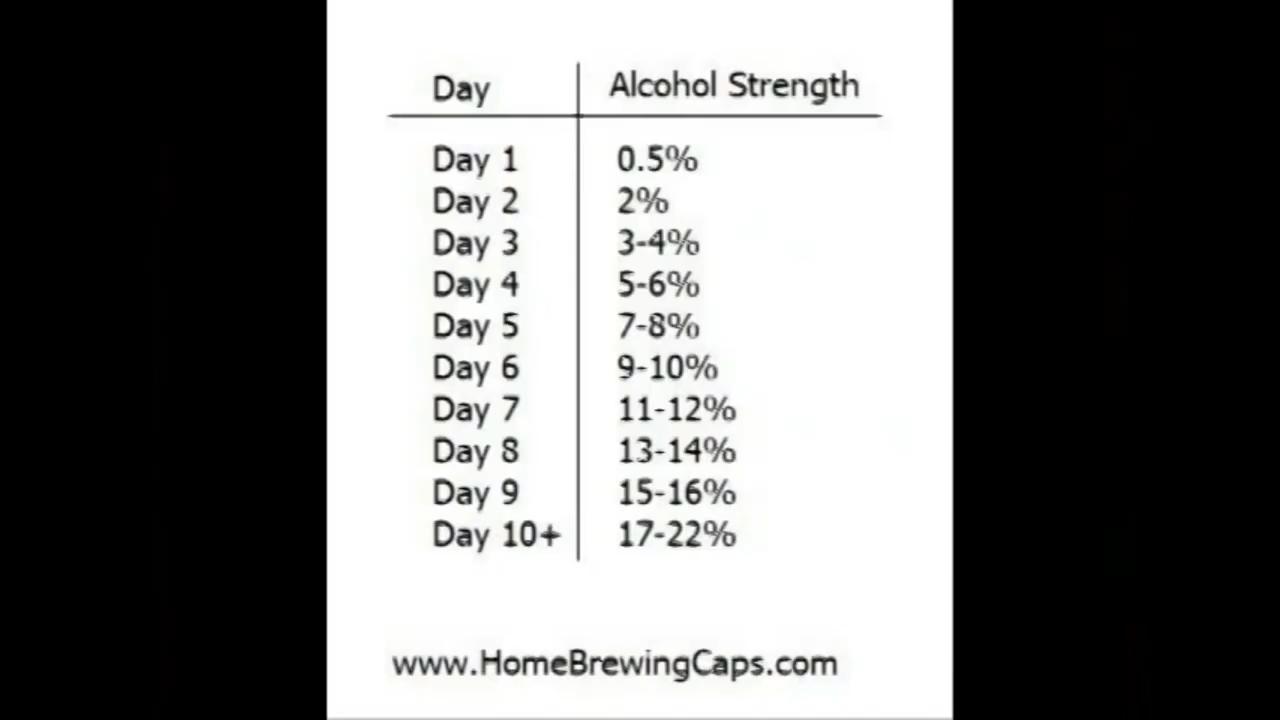 Day Alcohol Strength
Day 1 0.5%
Day 2 2%
Day 3 3-4%
Day 4 5-6%
Day 5 7-8%
Day 6 9-10%
Day 7 11-12%
Day 8 13-14%
Day 9 15-16%
Day 10+ 17-22%
www.HomeBrewingCaps.com